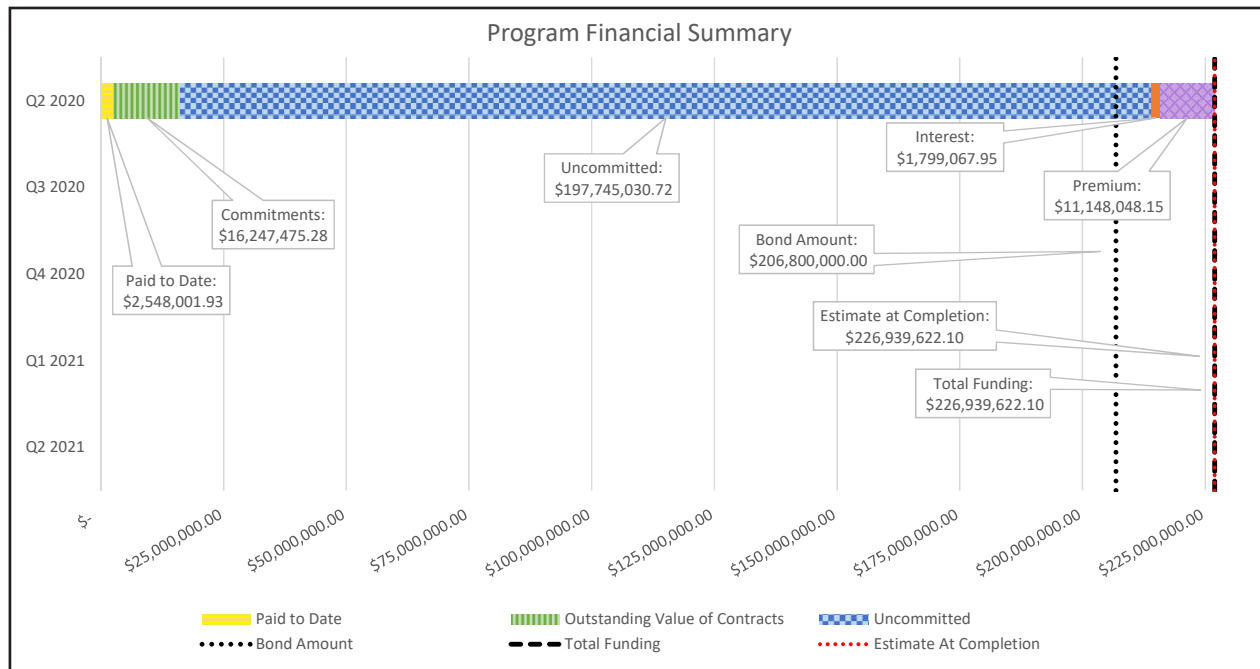 Program Financial Summary
Q2 2020
Q3 2020
Q4 2020
Q1 2021
Q2 2021
Paid to Date:
$2,548,001.93
Commitments:
$16,247,475.28
Uncommitted:
$197,745,030.72
Interest:
$1,799,067.95
Premium:
$11,148,048.15
Bond Amount:
$206,800,000.00
Estimate at Completion:
$226,939,622.10
Total Funding:
$226,939,622.10
$-
$25,000,000.00
$50,000,000.00
$75,000,000.00
$100,000,000.00
$125,000,000.00
$150,000,000.00
$175,000,000.00
$200,000,000.00
$225,000,000.00
Paid to Date
Outstanding Value of Contracts
Uncommitted
Bond Amount
Total Funding
Estimate At Completion